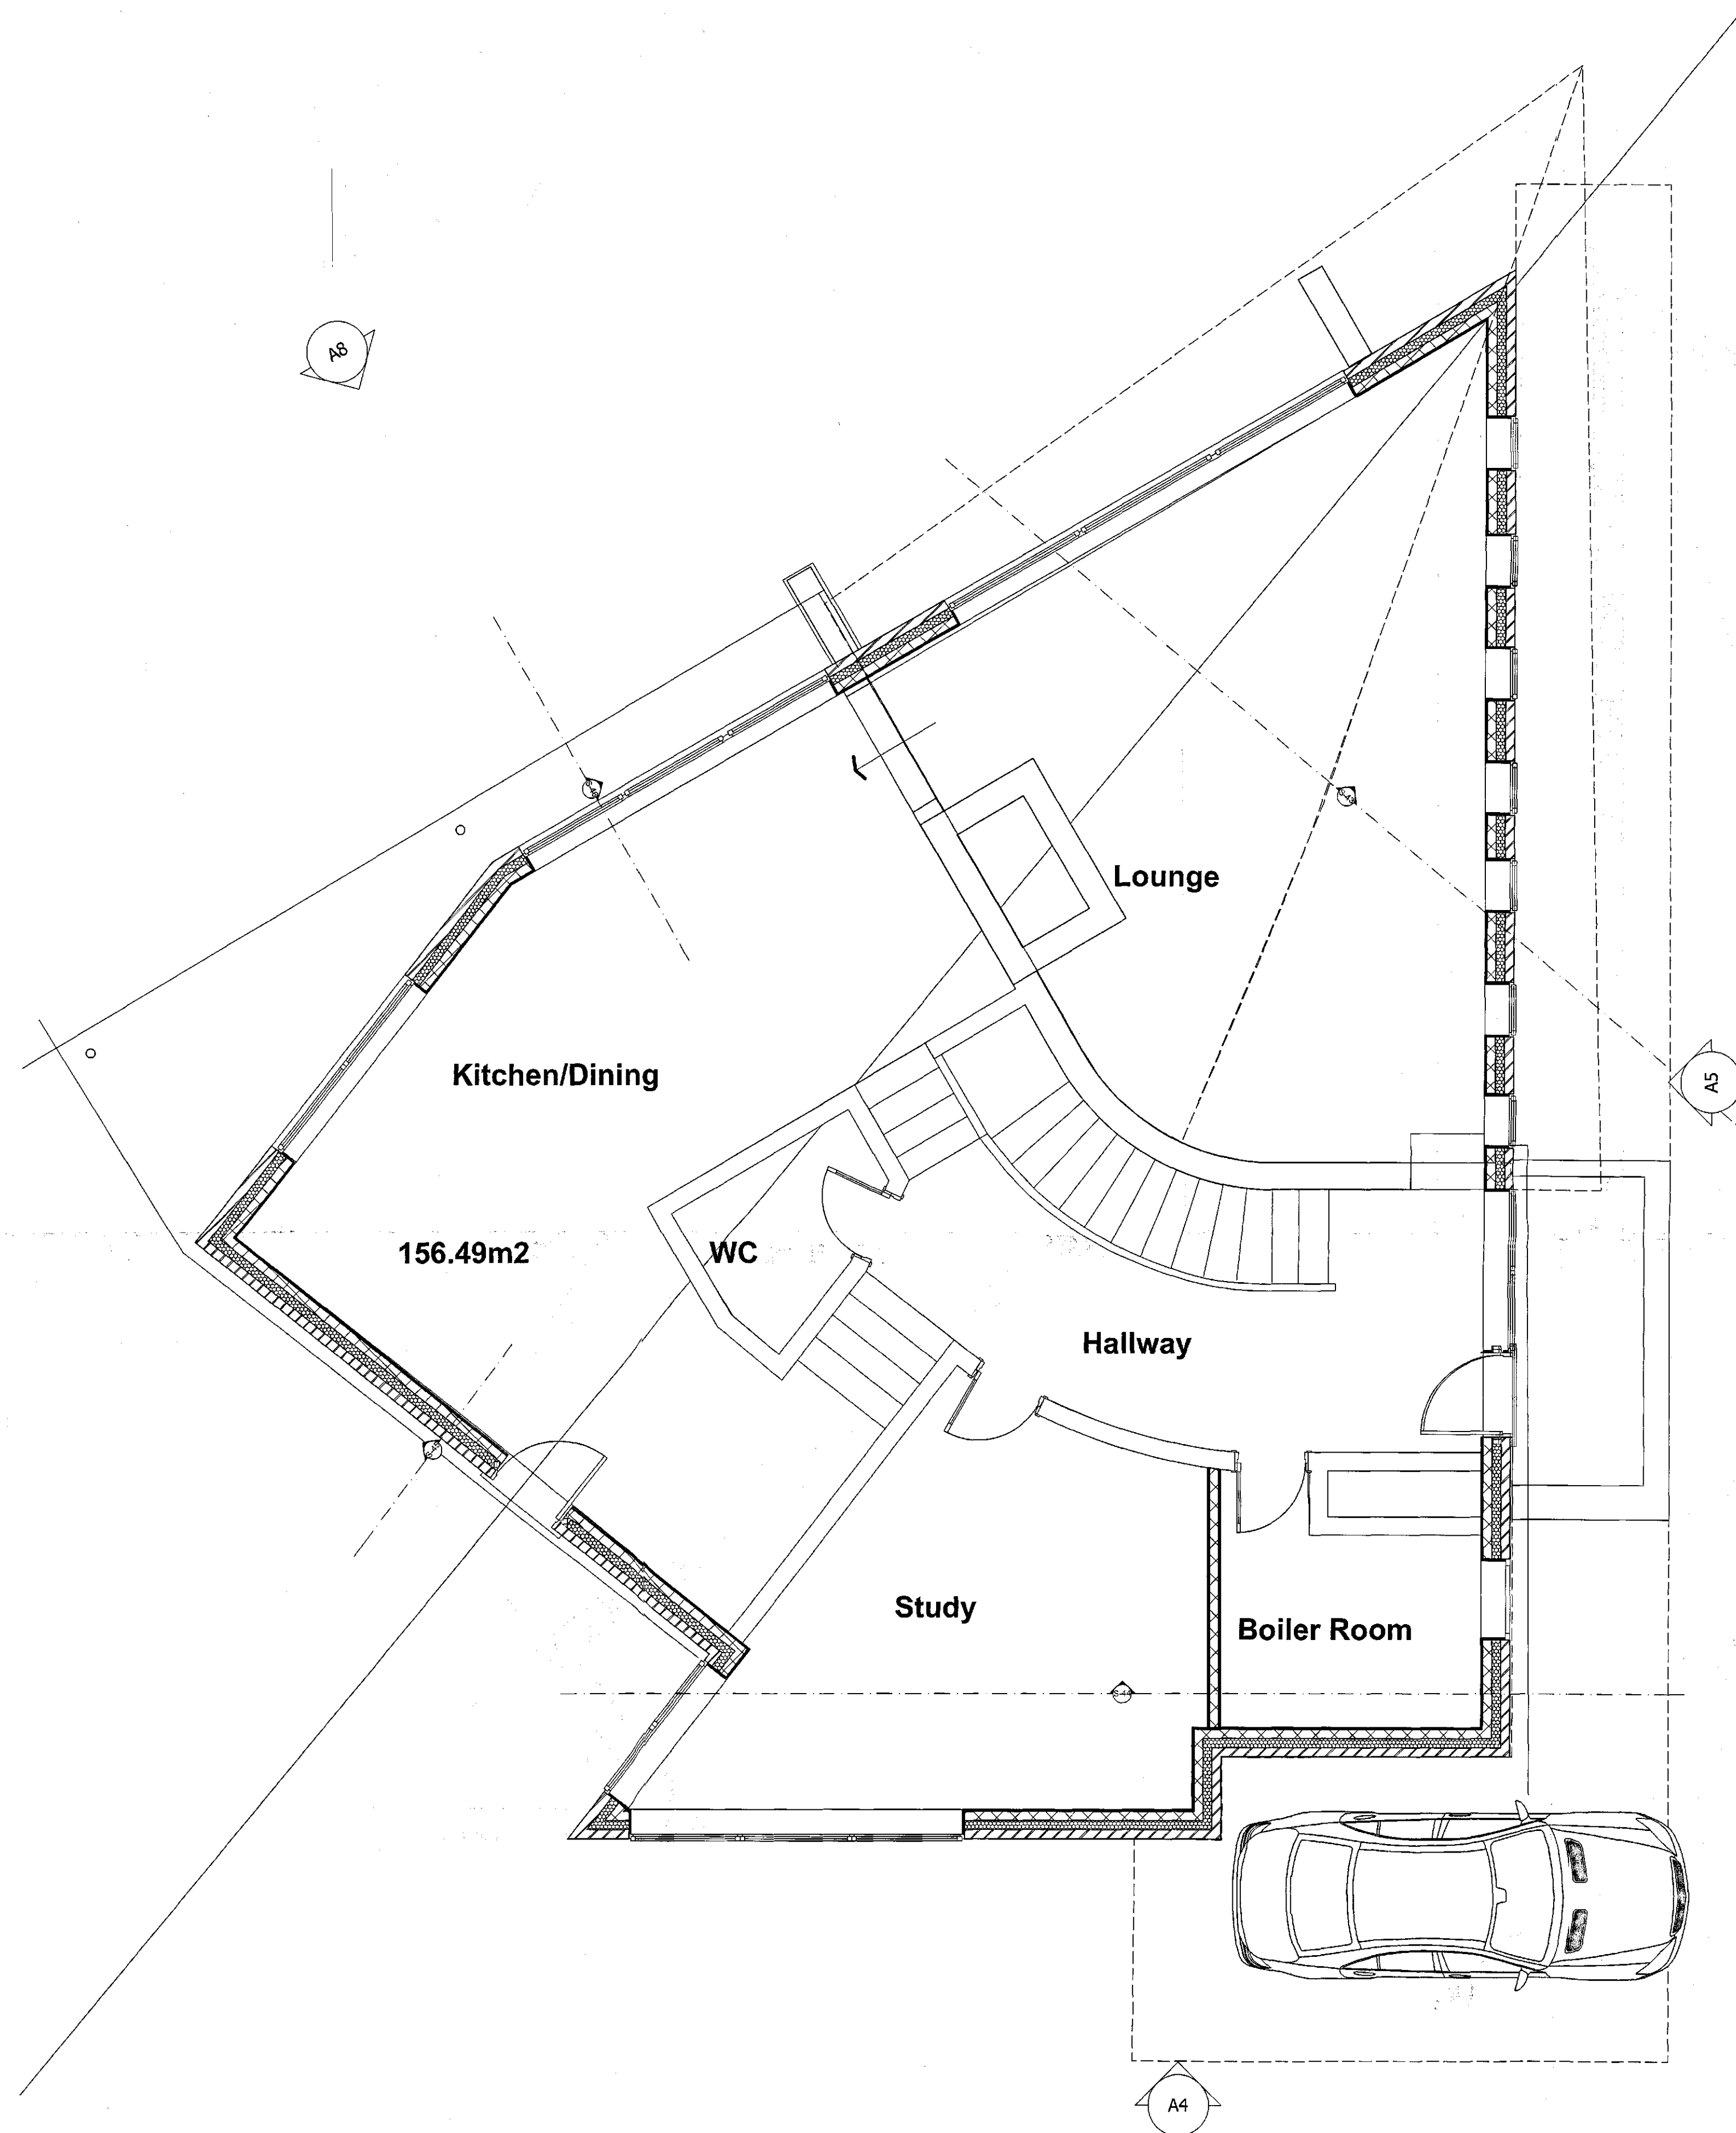 A8
Lounge
Kitchen/Dining
A5
156.49m2
WC
Hallway
Study
Boiler Room
A4